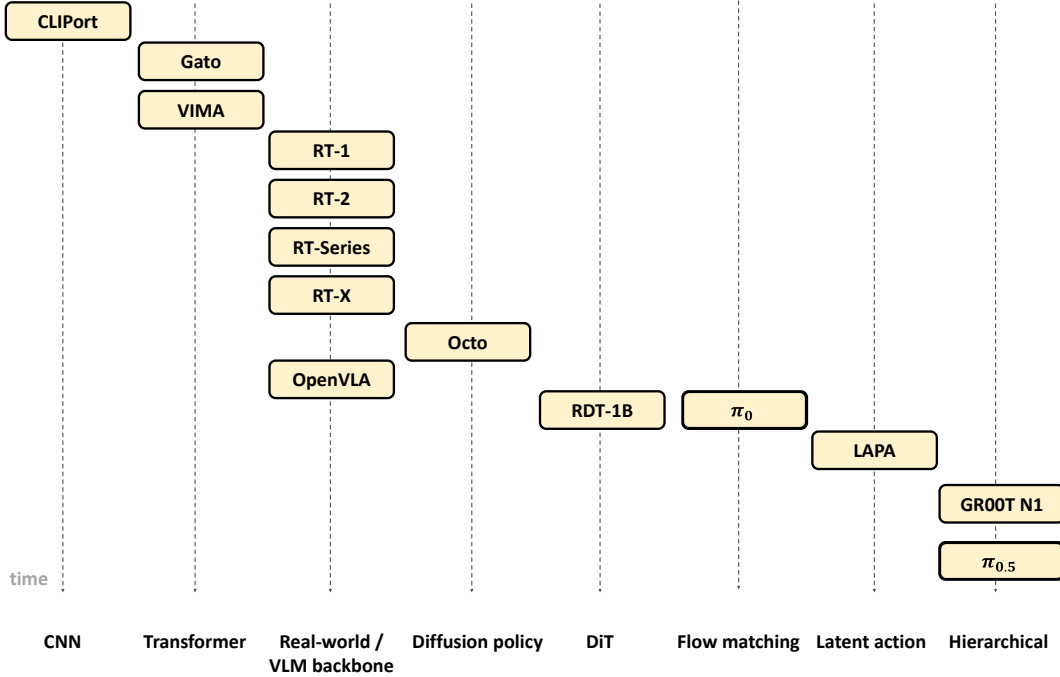 CLIPort
Gato
VIMA
RT-1
RT-2
RT-Series
RT-X
Octo
OpenVLA
RDT-1B
π₀
LAPA
GR00T N1
π₀.₅
time
CNN
Transformer
Real-world /
VLM backbone
Diffusion policy
DiT
Flow matching
Latent action
Hierarchical